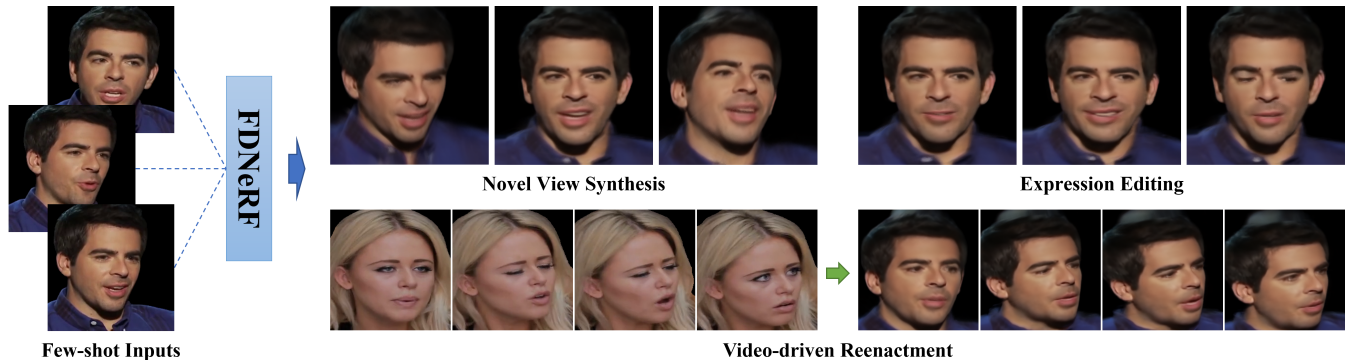 FDNeRF
Few-shot Inputs
Novel View Synthesis
Expression Editing
Video-driven Reenactment